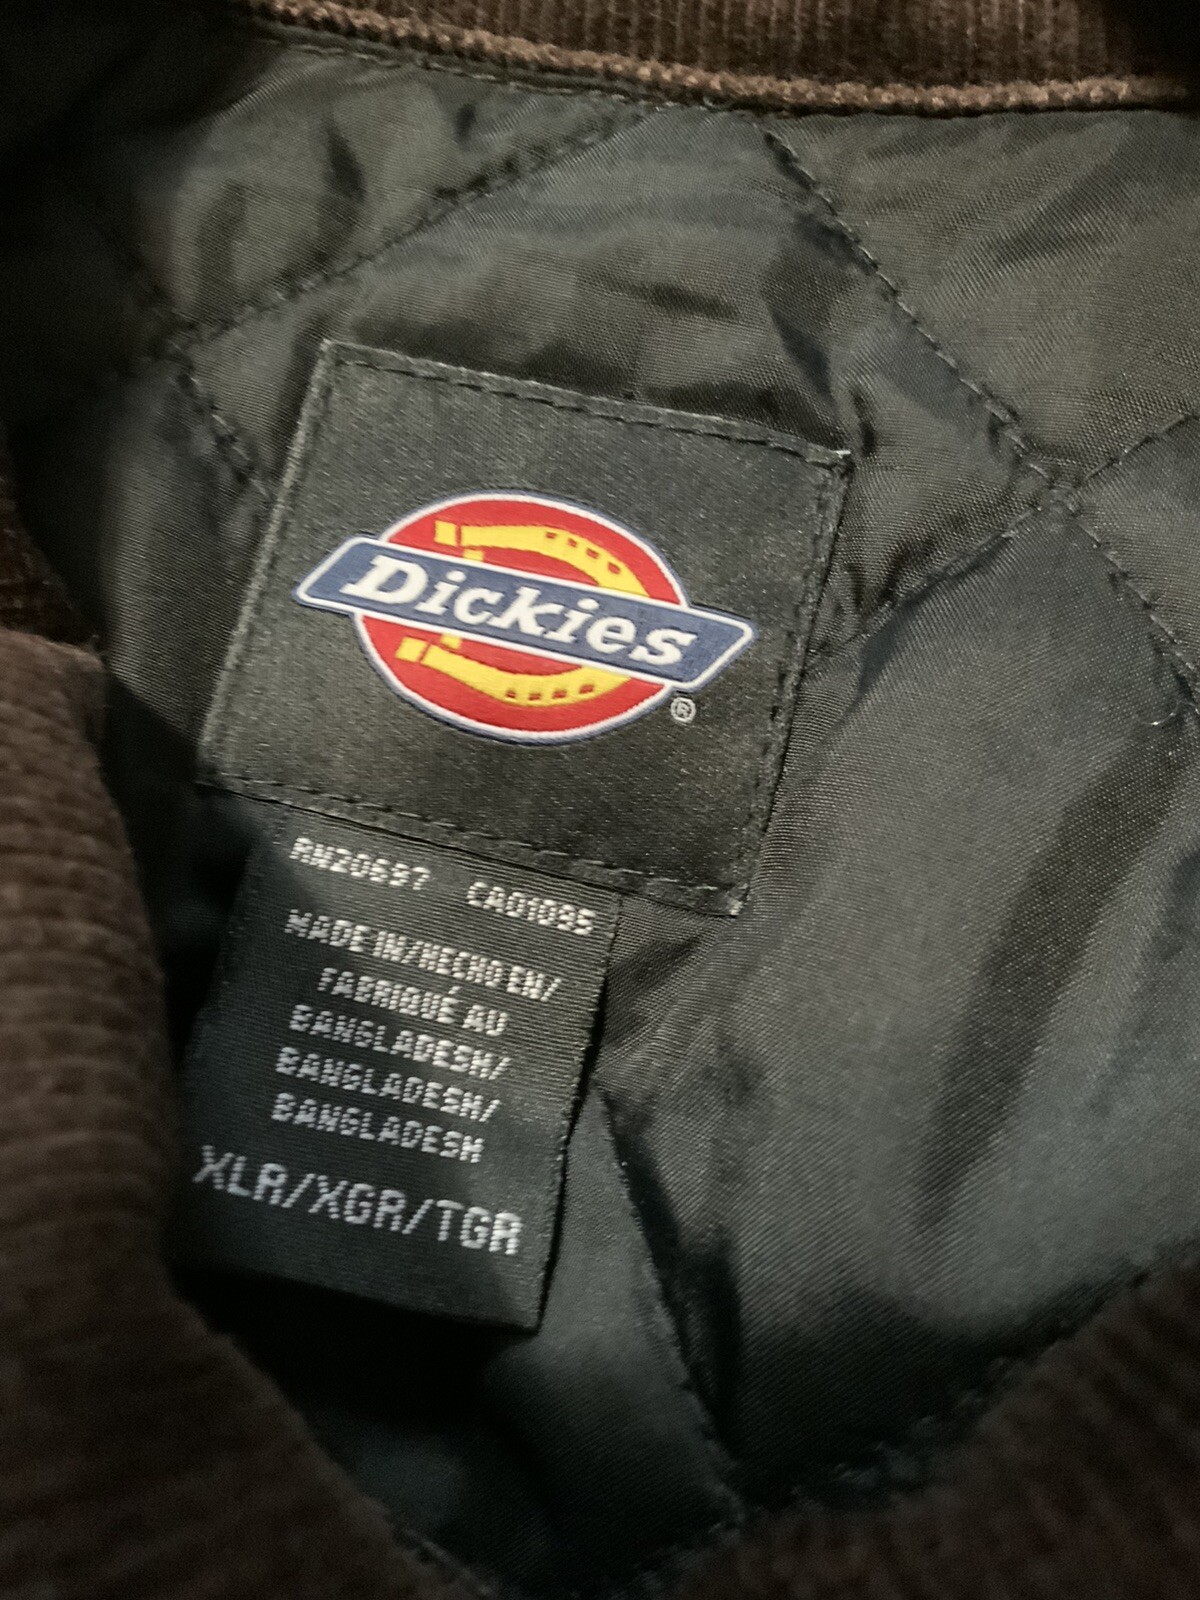 Dickies
®
RN20697 CA01095
MADE IN/HECHO EN/
FABRIQUÉ AU
BANGLADESH/
BANGLADESH/
BANGLADESH
XLR/XGR/TGR